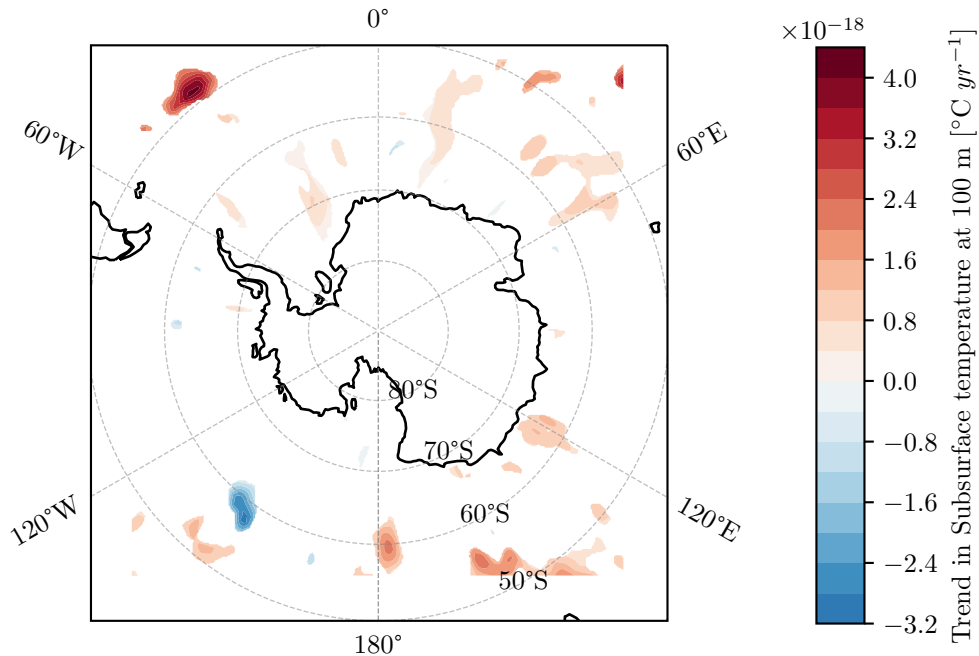 0°
×10⁻¹⁸
60°W
60°E
80°S
70°S
60°S
50°S
120°W
120°E
180°
4.0
3.2
2.4
1.6
0.8
0.0
−0.8
−1.6
−2.4
−3.2
Trend in Subsurface temperature at 100 m [°C yr⁻¹]